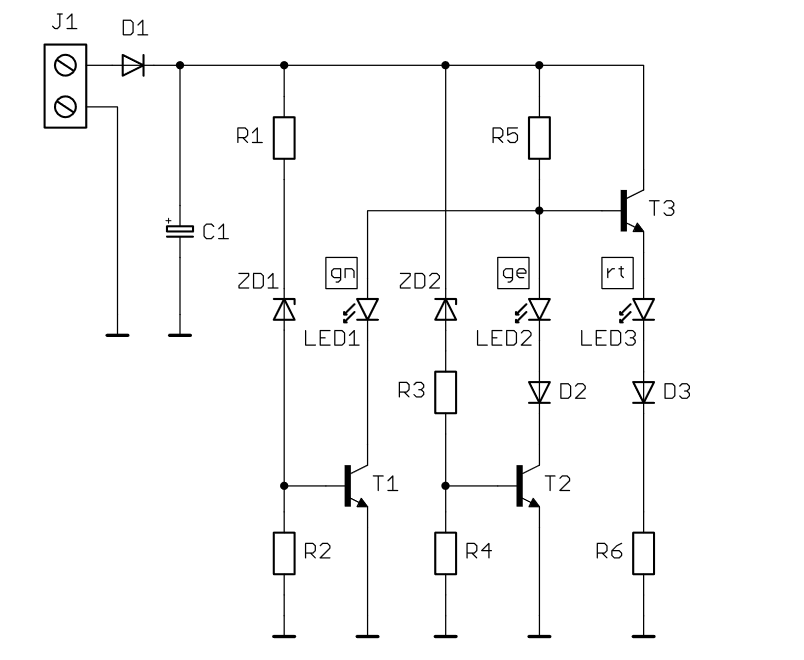 J1
D1
R1
R5
T3
+
C1
gn
ge
rt
ZD1
ZD2
LED1
LED2
LED3
R3
D2
D3
T1
T2
R2
R4
R6